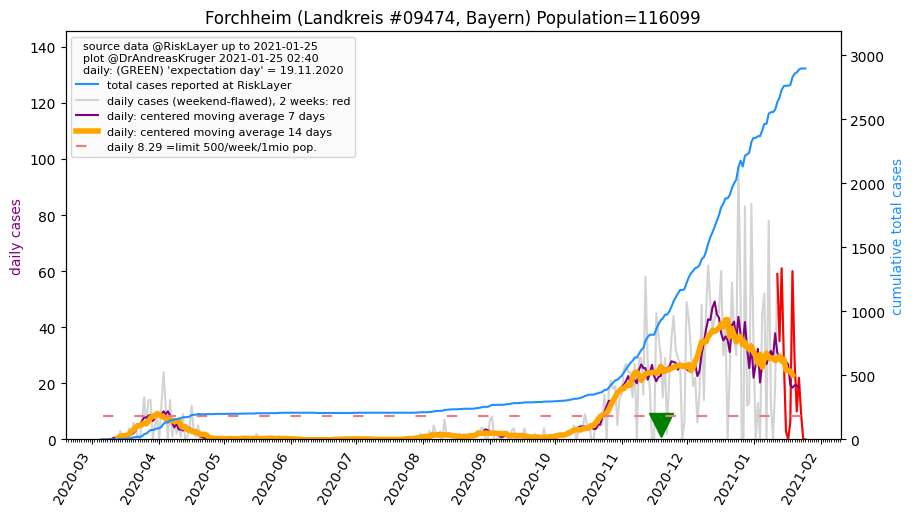 Forchheim (Landkreis #09474, Bayern) Population=116099
source data @RiskLayer up to 2021-01-25
plot @DrAndreasKruger 2021-01-25 02:40
daily: (GREEN) 'expectation day' = 19.11.2020
total cases reported at RiskLayer
daily cases (weekend-flawed), 2 weeks: red
daily: centered moving average 7 days
daily: centered moving average 14 days
daily 8.29 =limit 500/week/1mio pop.
daily cases
140
120
100
80
60
40
20
0
cumulative total cases
3000
2500
2000
1500
1000
500
0
2020-03
2020-04
2020-05
2020-06
2020-07
2020-08
2020-09
2020-10
2020-11
2020-12
2021-01
2021-02